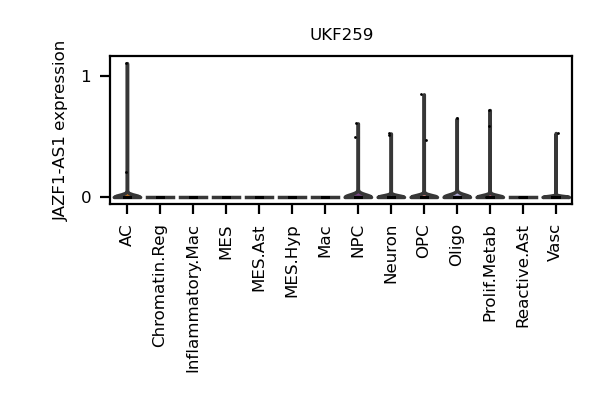 UKF259
JAZF1-AS1 expression
1
0
AC
Chromatin.Reg
Inflammatory.Mac
MES
MES.Ast
MES.Hyp
Mac
NPC
Neuron
OPC
Oligo
Prolif.Metab
Reactive.Ast
Vasc